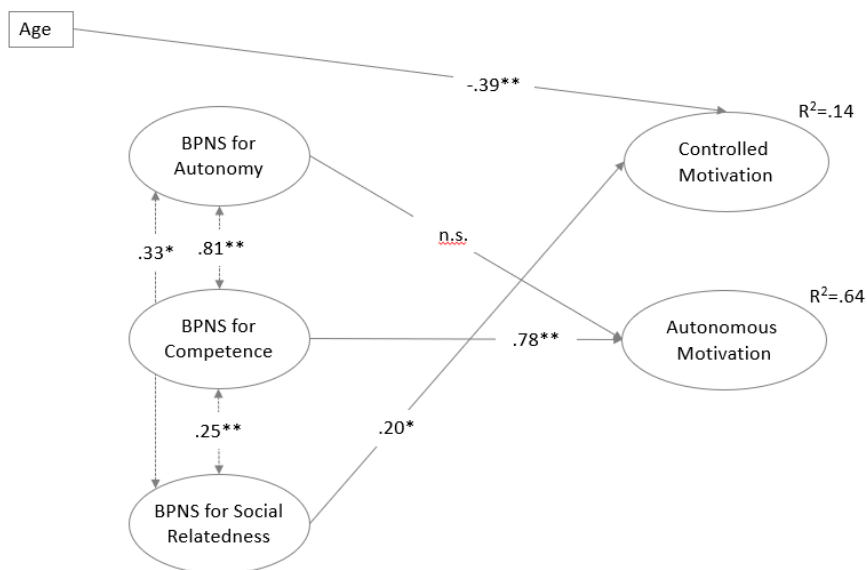 Age
-.39**
R²=.14
BPNS for
Autonomy
Controlled
Motivation
n.s.
.33*
.81**
R²=.64
BPNS for
Competence
.78**
Autonomous
Motivation
.25**
.20*
BPNS for Social
Relatedness